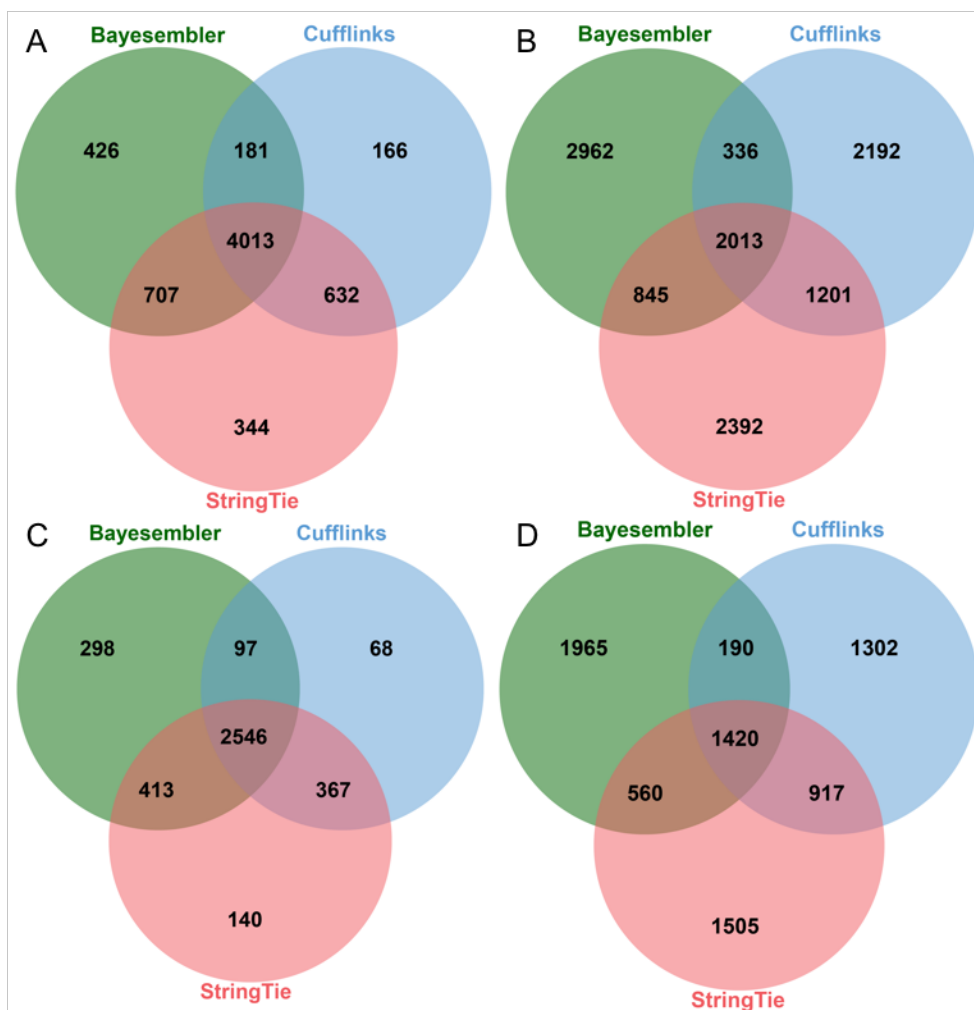 A Bayesembler Cufflinks
426 181 166
4013
707 632
344
StringTie
B Bayesembler Cufflinks
2962 336 2192
2013
845 1201
2392
StringTie
C Bayesembler Cufflinks
298 97 68
2546
413 367
140
StringTie
D Bayesembler Cufflinks
1965 190 1302
1420
560 917
1505
StringTie